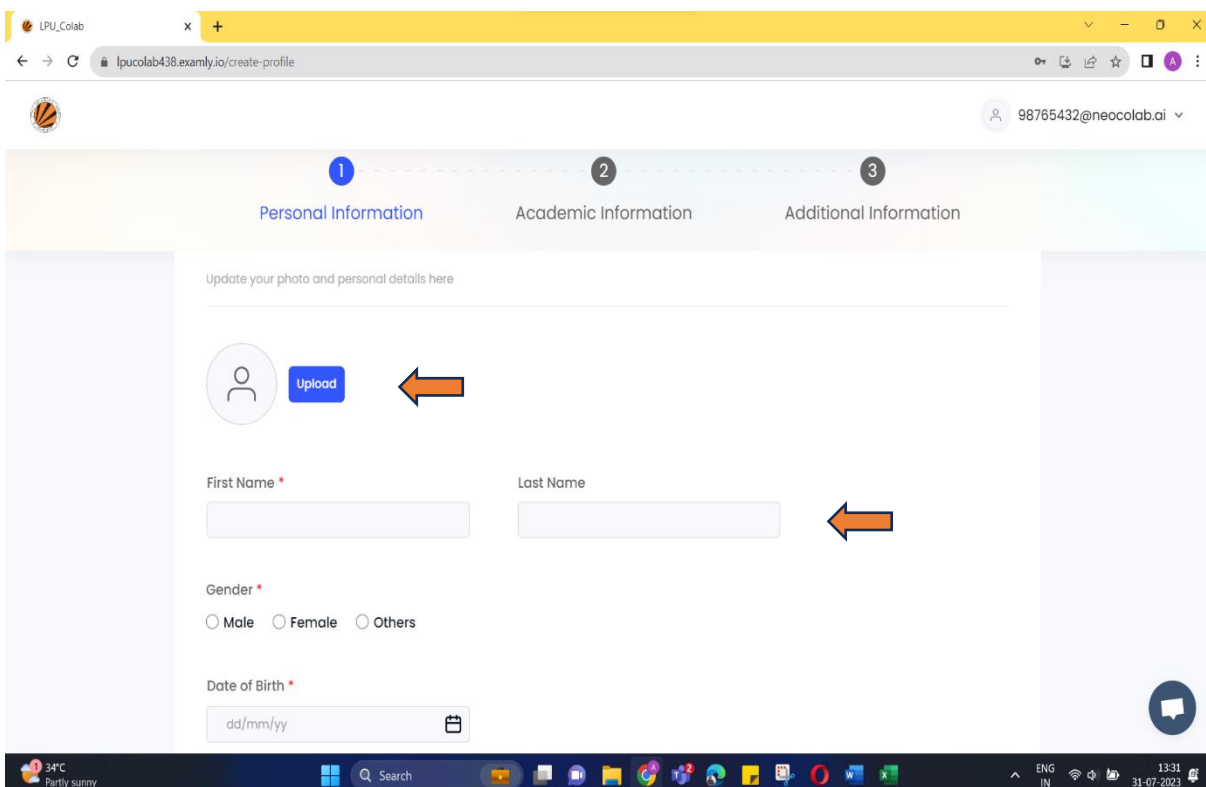 LPU_Colab
lpucolab438.examly.io/create-profile
A
98765432@neocolab.ai
1 2 3
Personal Information Academic Information Additional Information
Update your photo and personal details here
Upload
First Name * Last Name
Gender *
Male Female Others
Date of Birth *
dd/mm/yy
1 34°C
Partly sunny
Search
ENG
IN
13:31
31-07-2023